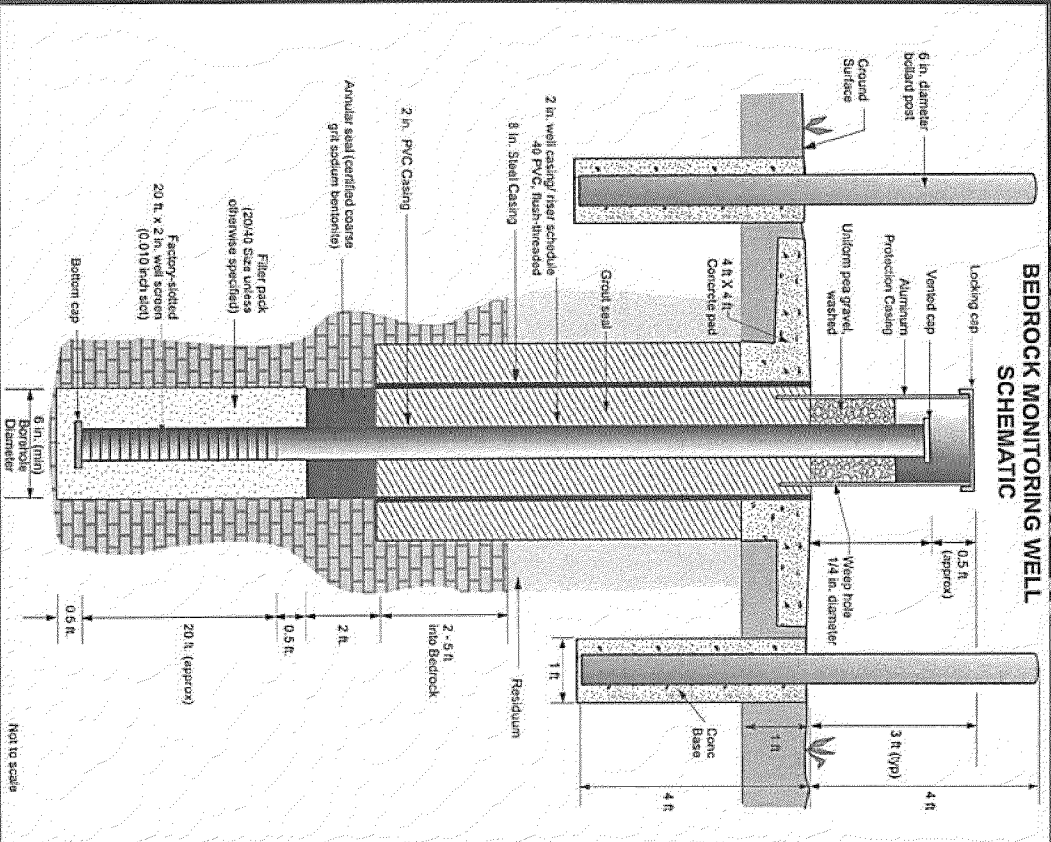 BEDROCK MONITORING WELL
SCHEMATIC
Locking cap
Vented cap
Aluminum
Protection Casing
Uniform pea gravel,
washed
6 in. diameter
bollard post
Ground
Surface
4 ft X 4 ft
Concrete pad
Grout seal
2 in. well casing/ riser schedule
40 PVC, flush-threaded
8 in. Steel Casing
2 in. PVC Casing
Annular seal (certified coarse
grit sodium bentonite)
Filter pack
(20/40 Size unless
otherwise specified)
Factory-slotted
20 ft. x 2 in. well screen
(0.010 inch slot)
Bottom cap
6 in. (min)
Borehole
Diameter
0.5 ft
(approx)
Weep hole
1/4 in. diameter
3 ft (typ)
4 ft
1 ft
4 ft
Conc
Base
1 ft
Residuum
2 - 5 ft
into Bedrock
2 ft.
0.5 ft.
20 ft. (approx)
0.5 ft.
Not to scale